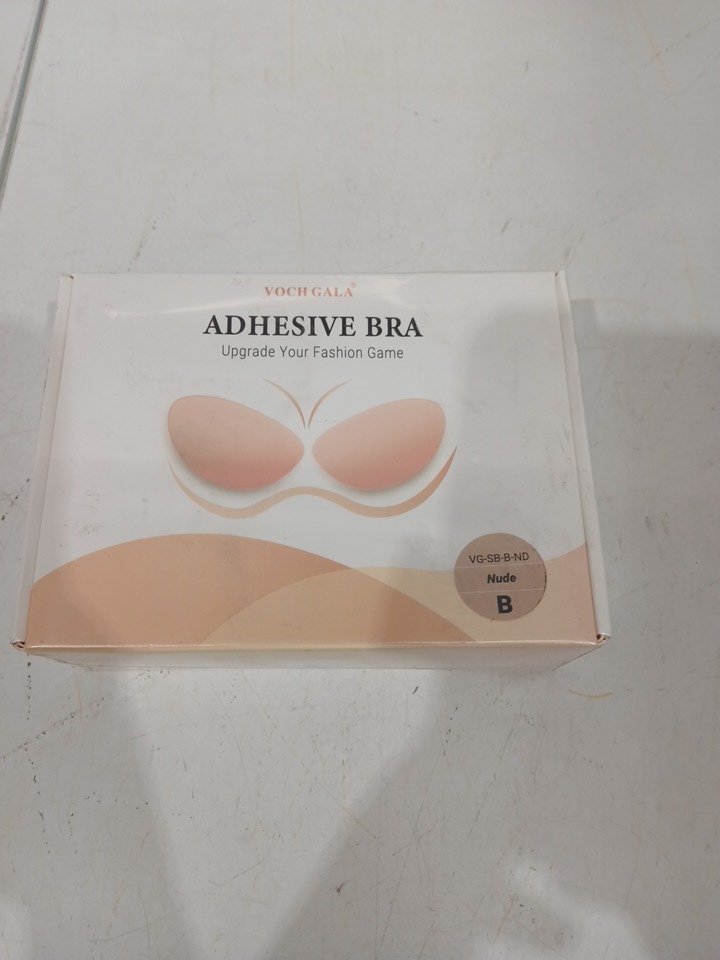 VOCH GALA®
ADHESIVE BRA
Upgrade Your Fashion Game
VG-SB-B-ND
Nude
B